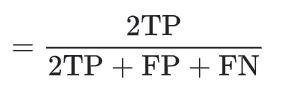 = 2TP
2TP + FP + FN